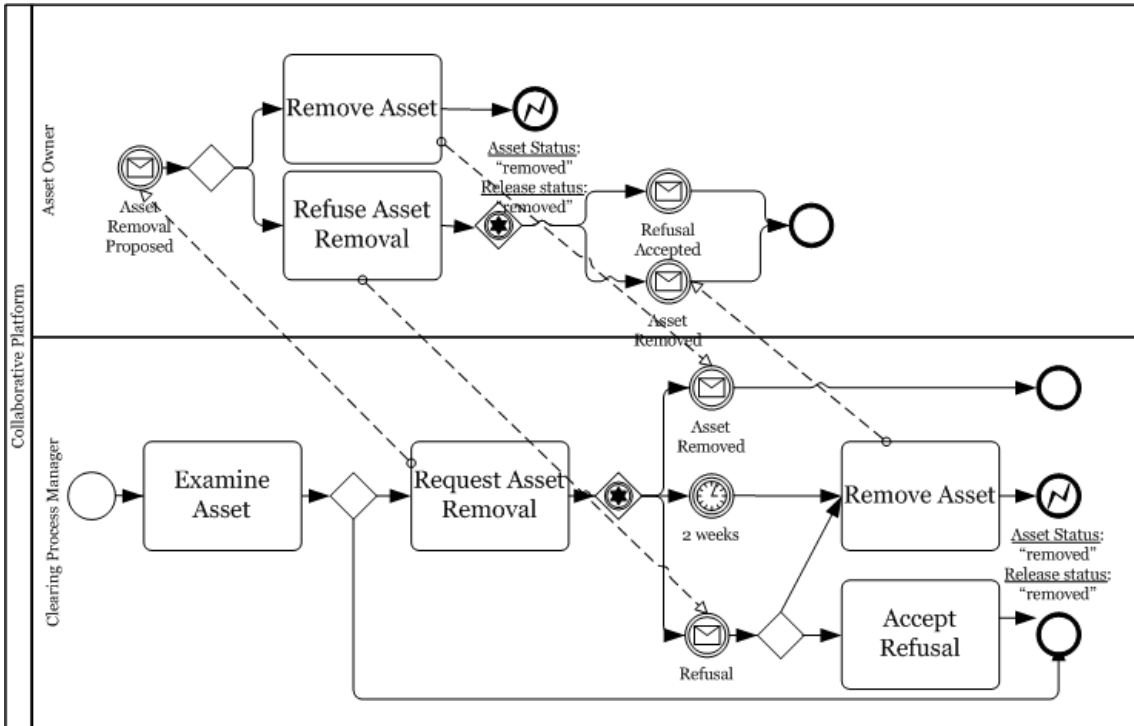 Collaborative Platform
Asset Owner
Asset
Removal
Proposed
Remove Asset
Asset Status:
“removed”
Release status:
“removed”
Refuse Asset
Removal
Refusal
Accepted
Asset
Removed
Clearing Process Manager
Examine
Asset
Request Asset
Removal
Asset
Removed
2 weeks
Refusal
Remove Asset
Asset Status:
“removed”
Release status:
“removed”
Accept
Refusal